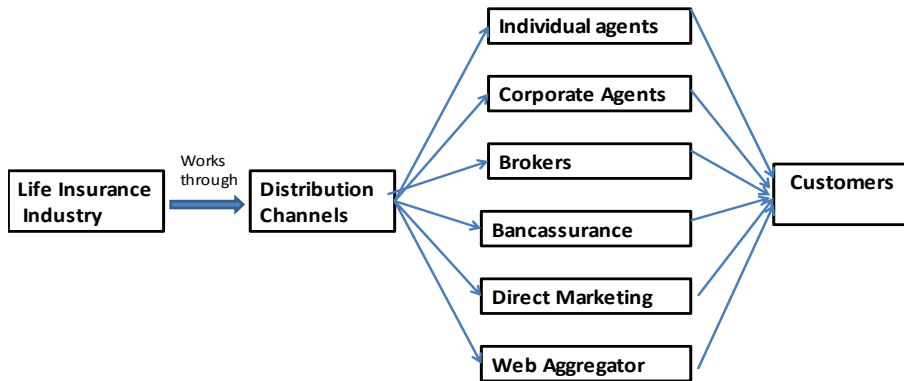 Life Insurance
Industry
Works
through
Distribution
Channels
Individual agents
Corporate Agents
Brokers
Bancassurance
Direct Marketing
Web Aggregator
Customers